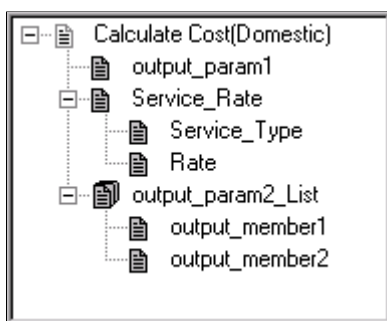 Calculate Cost(Domestic)
output_param1
Service_Rate
Service_Type
Rate
output_param2_List
output_member1
output_member2